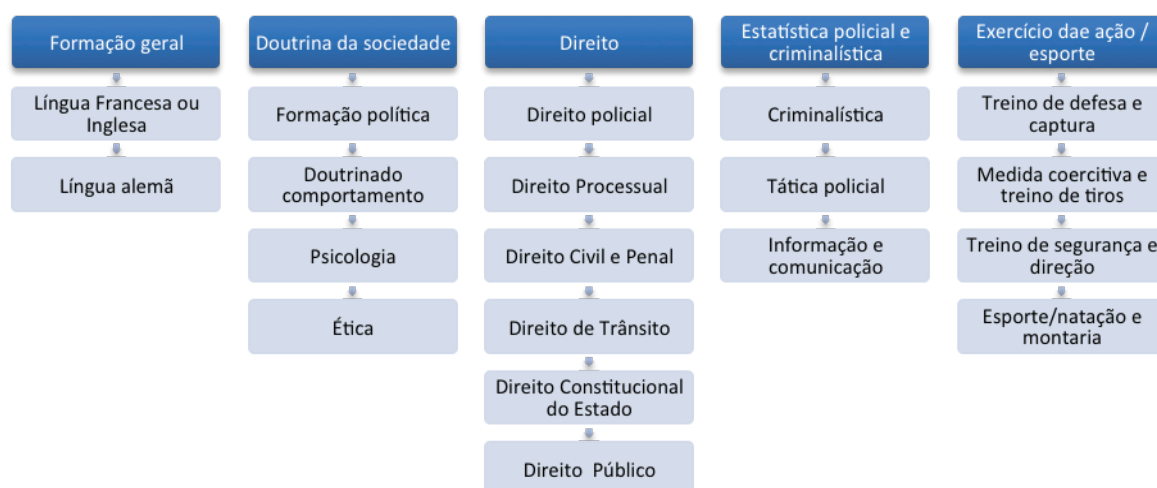 Formação geral
Língua Francesa ou
Inglesa
Língua alemã
Doutrina da sociedade
Formação política
Doutrinado
comportamento
Psicologia
Ética
Direito
Direito policial
Direito Processual
Direito Civil e Penal
Direito de Trânsito
Direito Constitucional
do Estado
Direito Público
Estatística policial e
criminalística
Criminalística
Tática policial
Informação e
comunicação
Exercício dae ação /
esporte
Treino de defesa e
captura
Medida coercitiva e
treino de tiros
Treino de segurança e
direção
Esporte/natação e
montaria